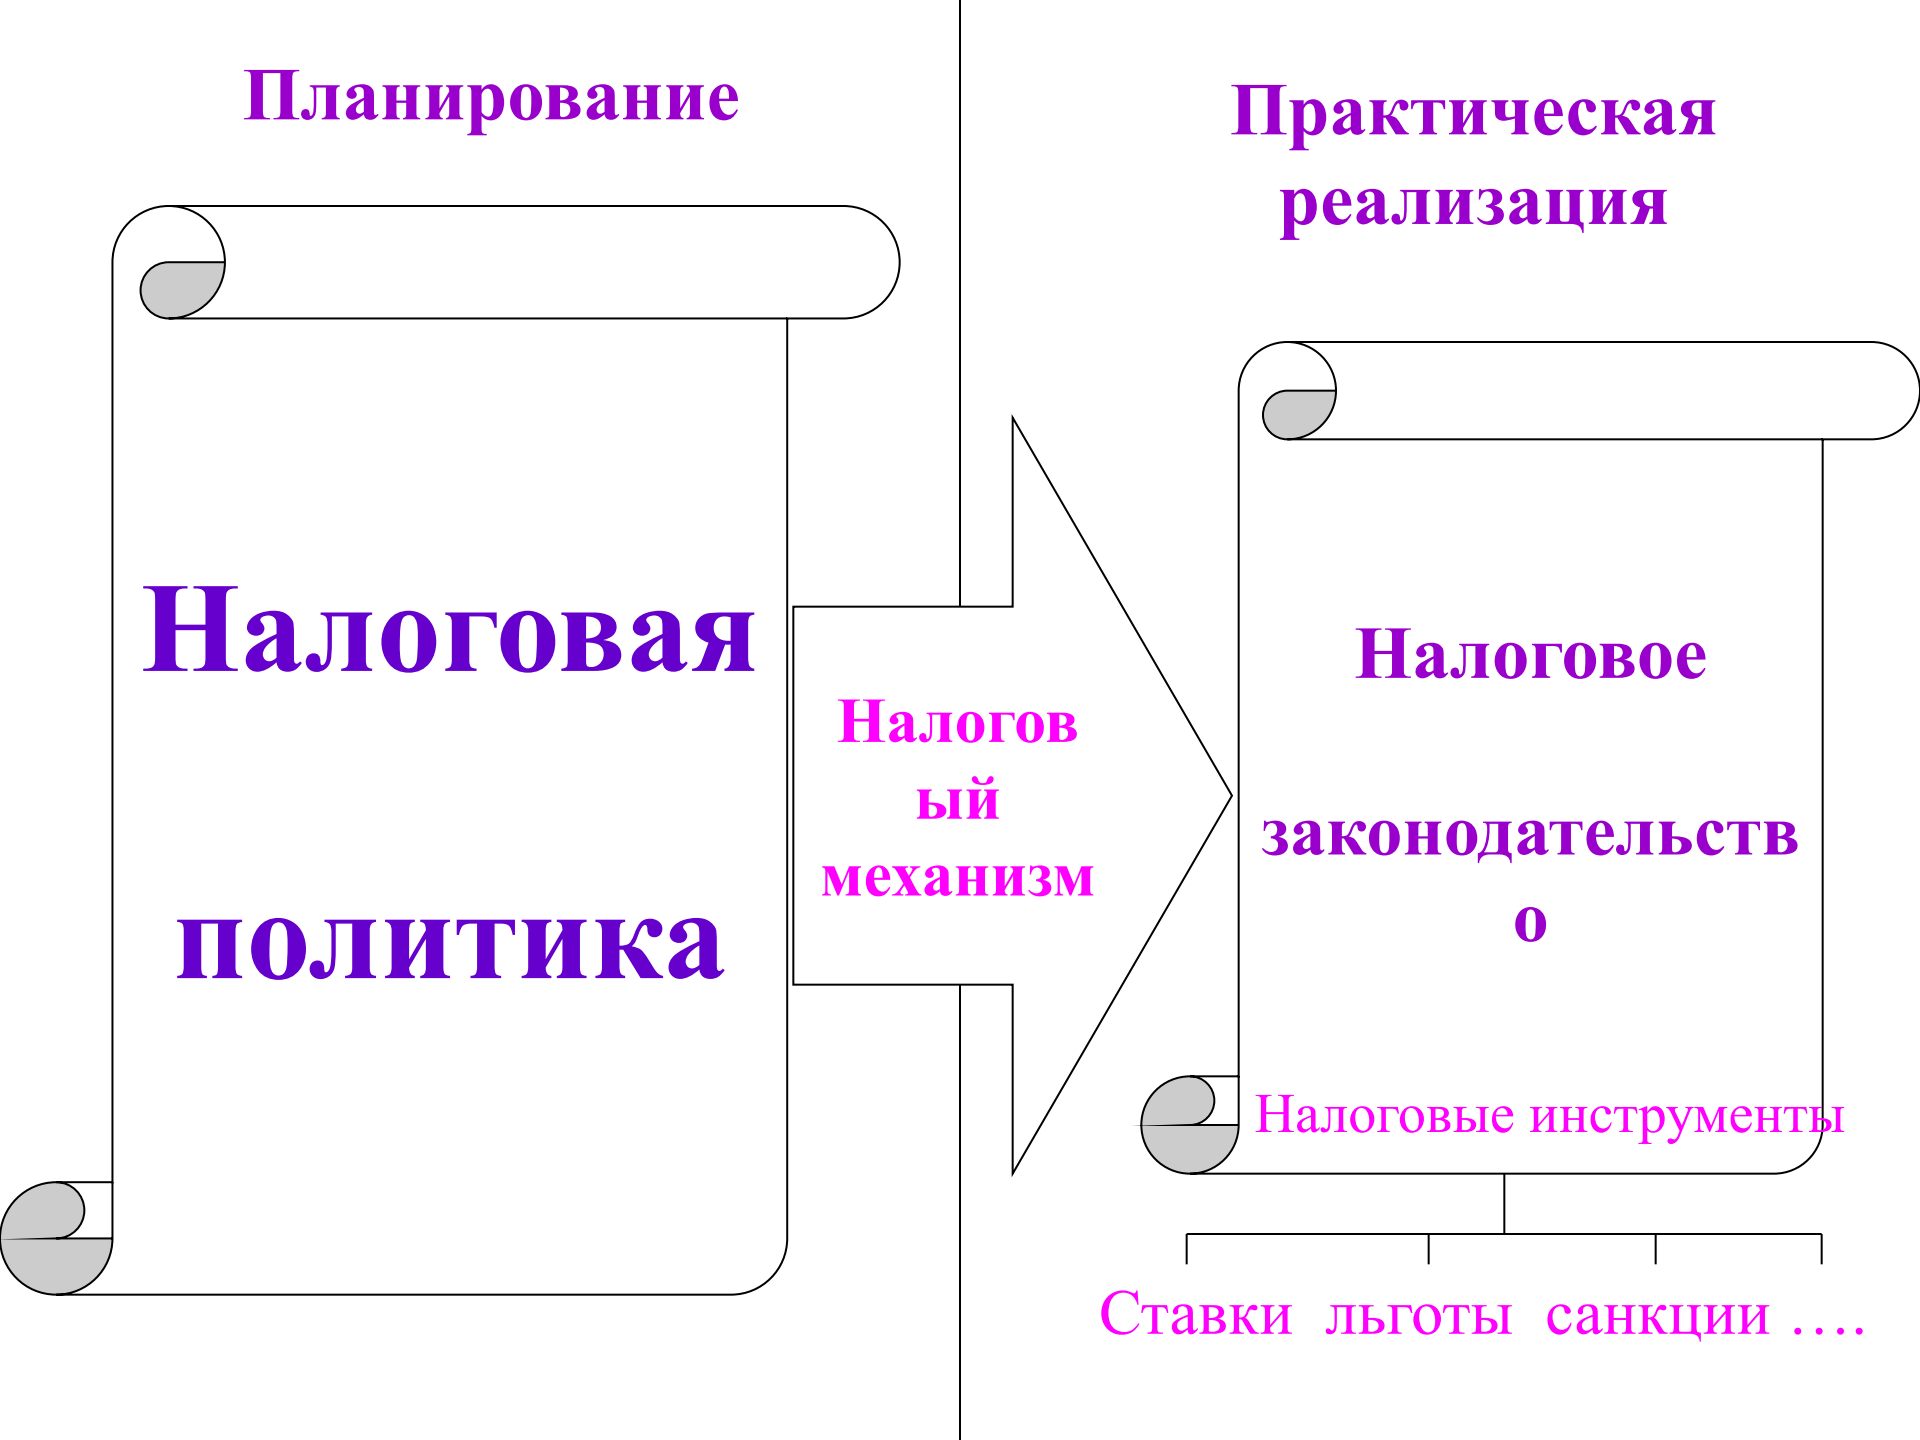 Планирование
Практическая
реализация
Налоговая
политика
Налогов
ый
механизм
Налоговое
законодательств
о
Налоговые инструменты
Ставки льготы санкции ….